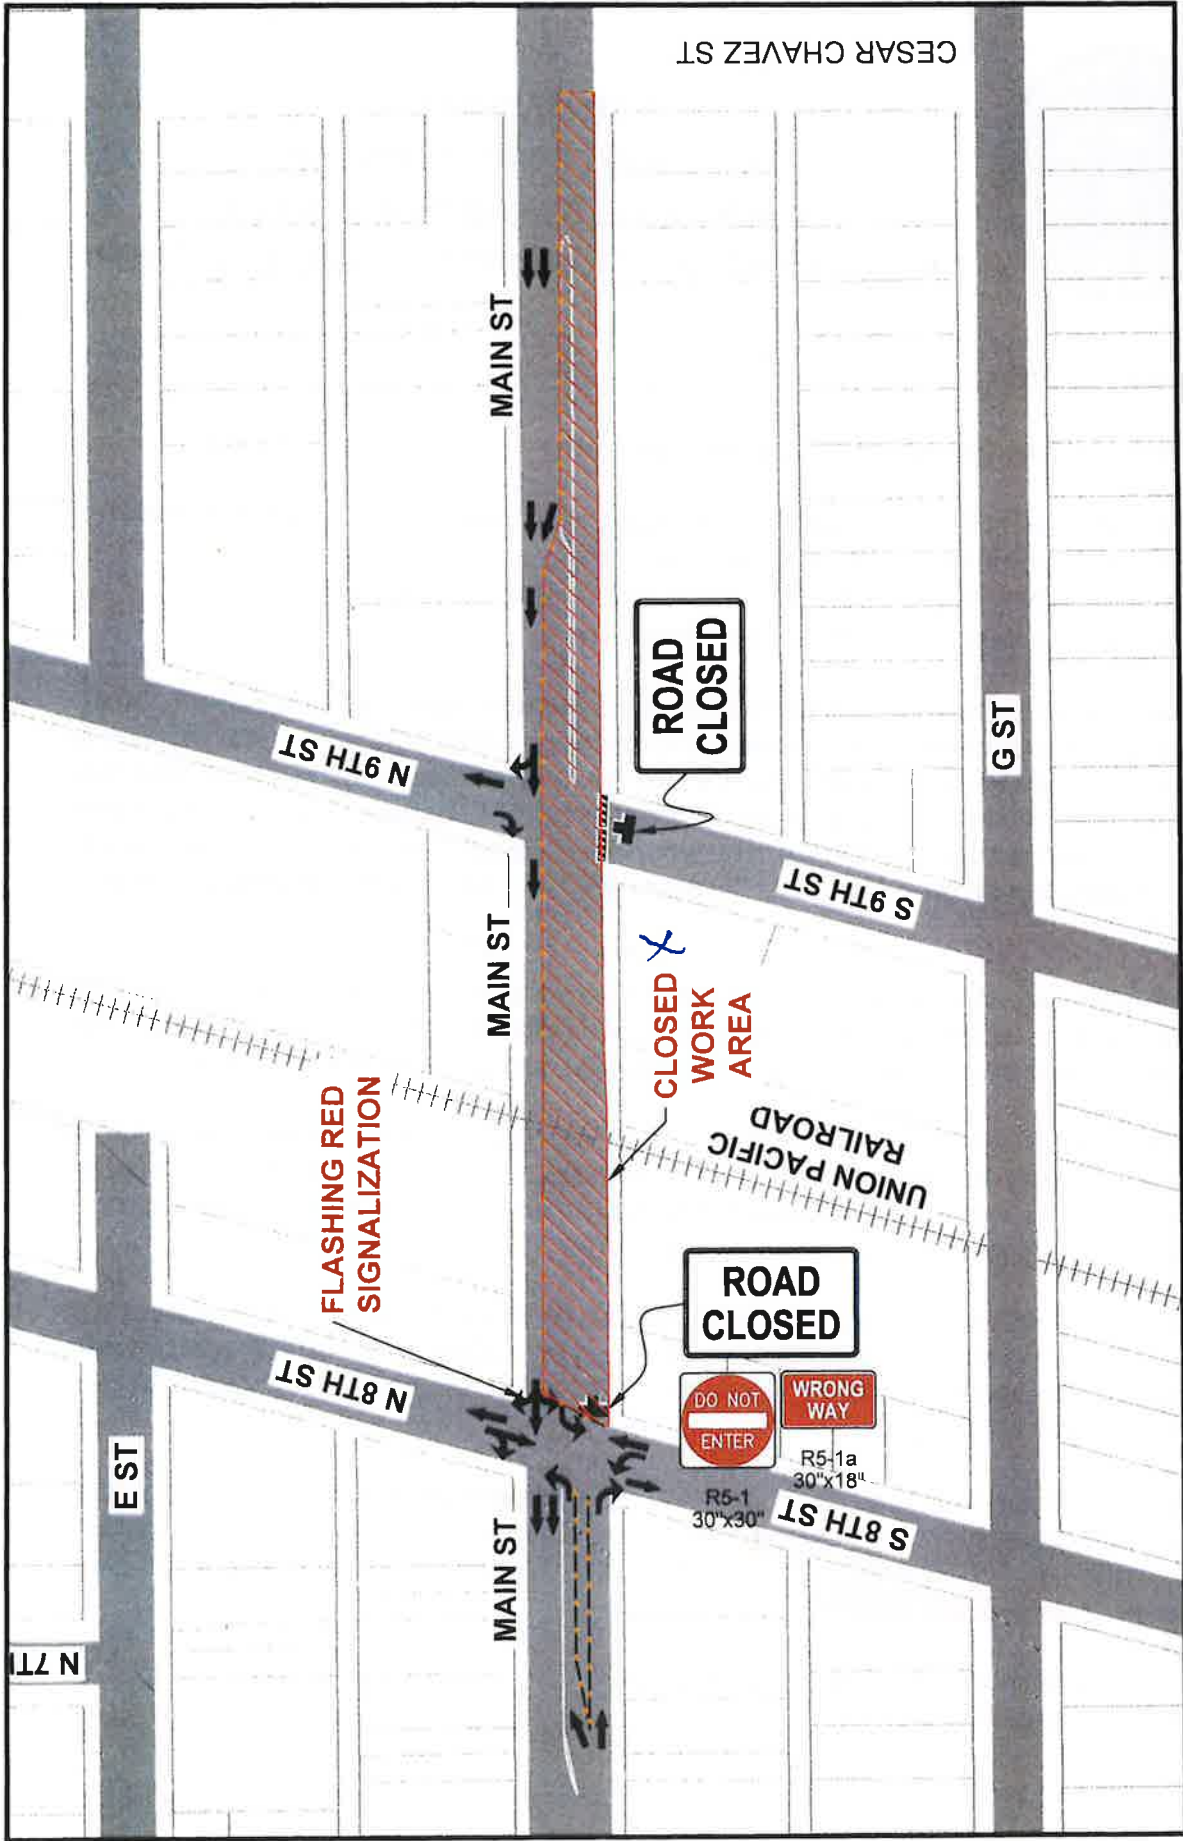 CESAR CHAVEZ ST
MAIN ST
ROAD
CLOSED
N 9TH ST
G ST
S 9TH ST
MAIN ST
X
CLOSED
WORK
AREA
FLASHING RED
SIGNALIZATION
UNION PACIFIC
RAILROAD
ROAD
CLOSED
N 8TH ST
DO NOT
ENTER
WRONG
WAY
R5-1a
30"x18"
R5-1
30"x30"
S 8TH ST
E ST
MAIN ST
N 7T